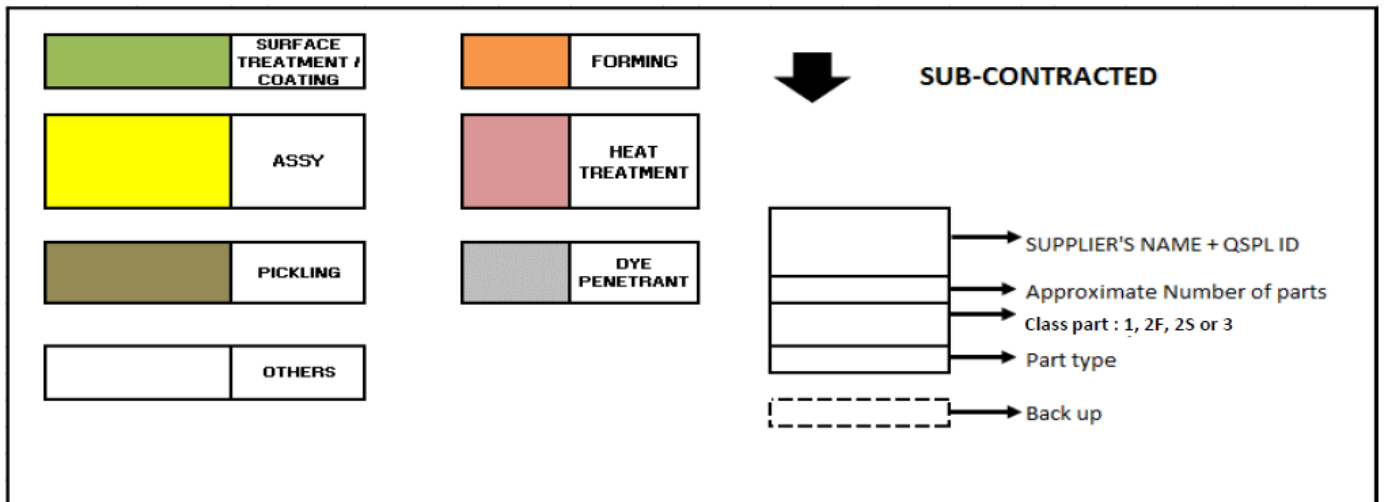 SURFACE
TREATMENT /
COATING
FORMING
SUB-CONTRACTED
ASSY
HEAT
TREATMENT
SUPPLIER'S NAME + QSPL ID
PICKLING
DYE
PENETRANT
Approximate Number of parts
Class part : 1, 2F, 2S or 3
Part type
OTHERS
Back up